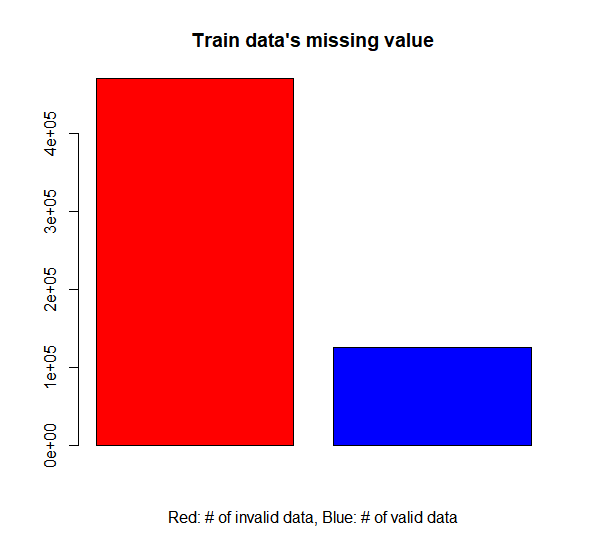 Train data's missing value
4e+05
3e+05
2e+05
1e+05
0e+00
Red: # of invalid data, Blue: # of valid data